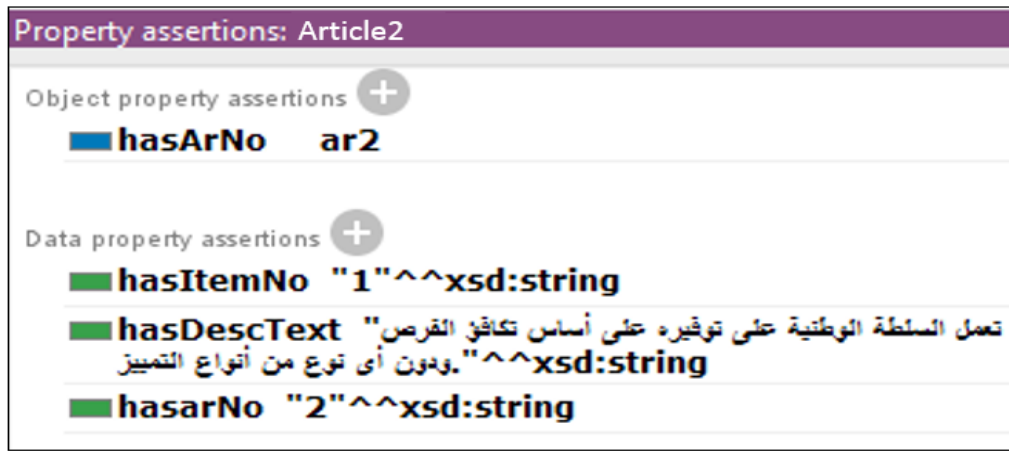 Property assertions: Article2
Object property assertions
hasArNo ar2
Data property assertions
hasItemNo "1"^^xsd:string
hasDescText "تعمل السلطة الوطنية على توفيره على أساس تكافؤ الفرص
ودون أى نوع من أنواع التمييز."^^xsd:string
hasarNo "2"^^xsd:string